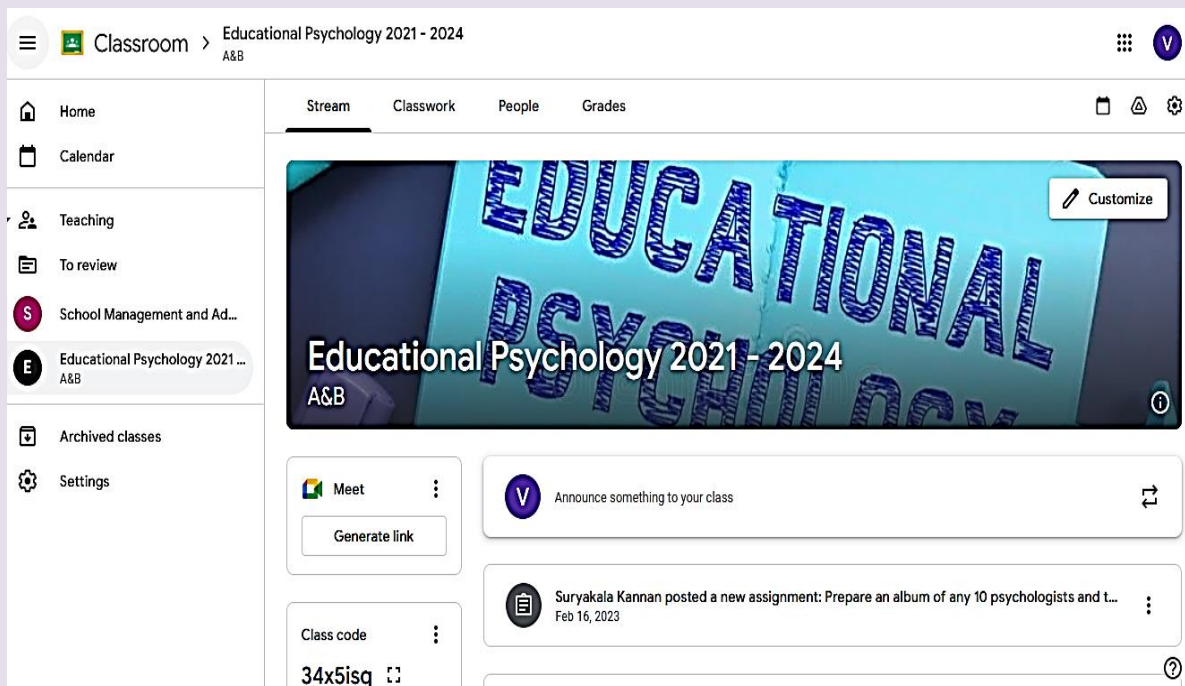 Classroom > Educational Psychology 2021 - 2024
A&B
V
Home
Calendar
Teaching
To review
S School Management and Ad...
E Educational Psychology 2021 ...
A&B
Archived classes
Settings
Stream Classwork People Grades
EDUCATIONAL
PSYCHOLOGY
Customize
Educational Psychology 2021 - 2024
A&B
Meet
Generate link
Class code
34x5isq
V Announce something to your class
Suryakala Kannan posted a new assignment: Prepare an album of any 10 psychologists and t...
Feb 16, 2023